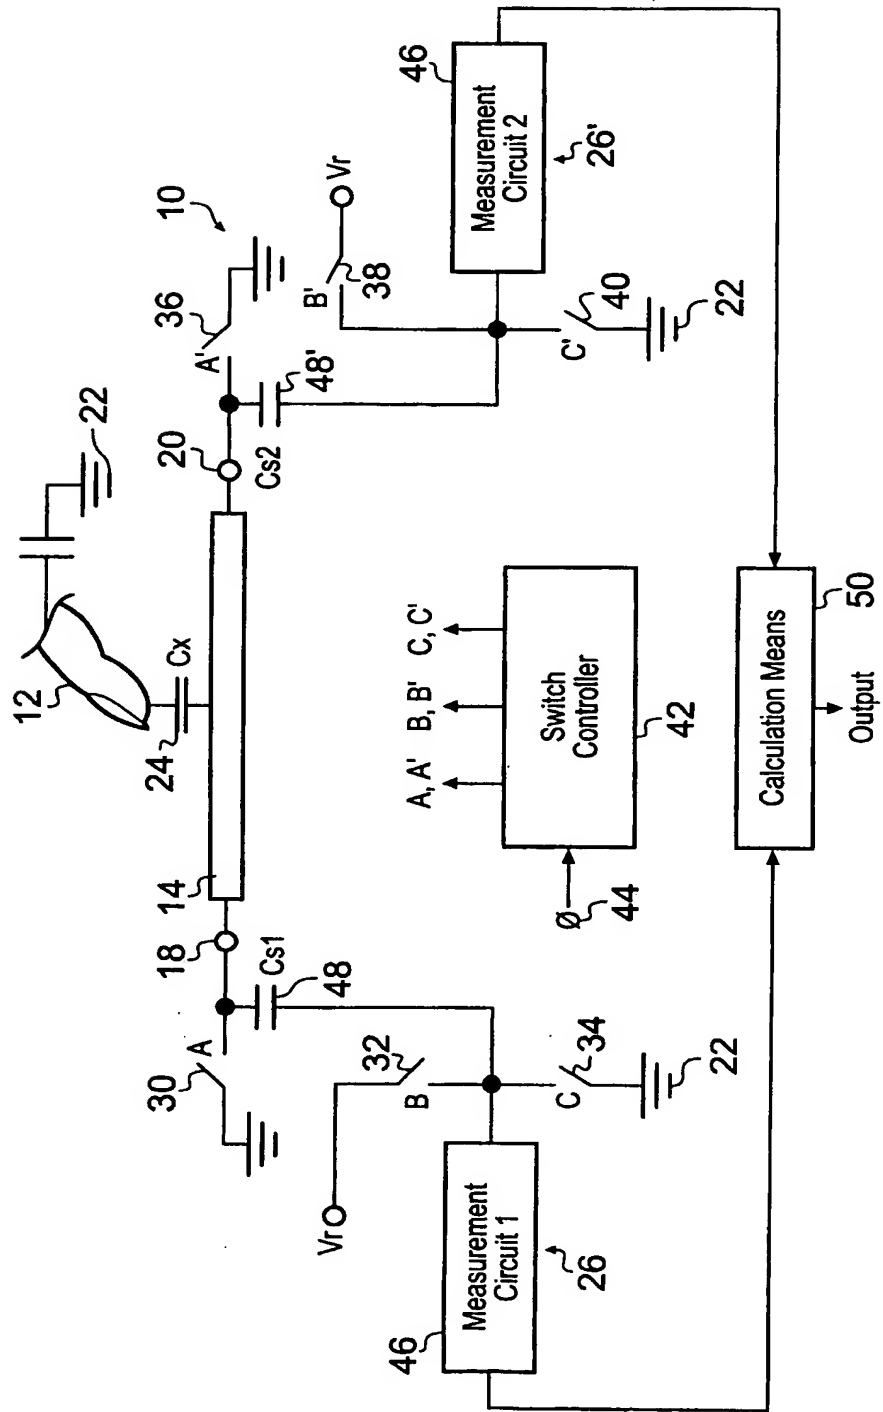 10
12
22
24
Cx
14
18
20
Cs1
48
Cs2
48'
30
A
A'
36
Vr
32
B
C
34
22
B'
38
Vr
C'
40
22
46
Measurement
Circuit 1
26
46
Measurement
Circuit 2
26'
A, A'
B, B'
C, C'
Switch
Controller
42
Ø
44
Calculation Means
50
Output